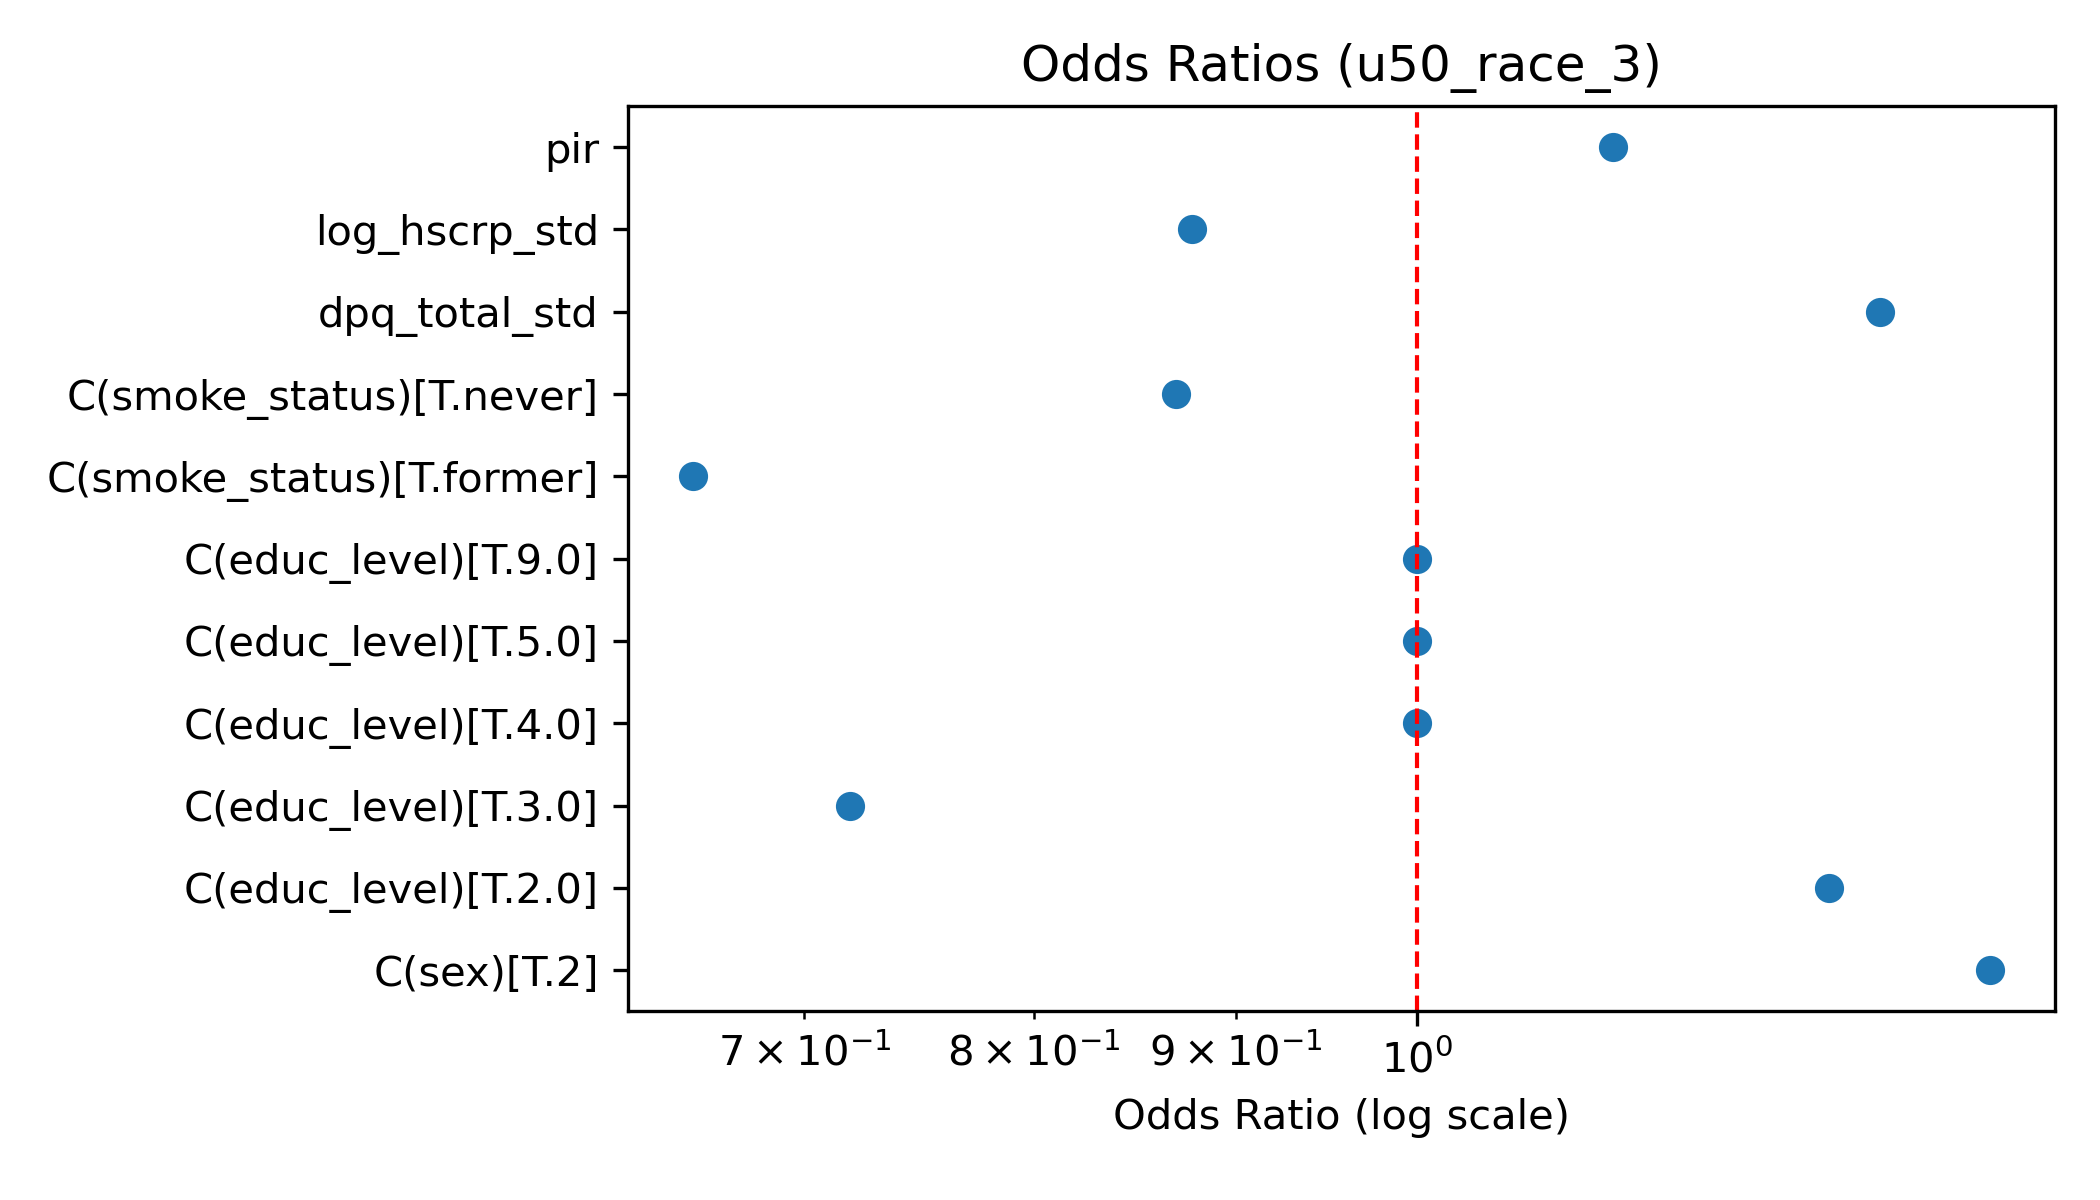 Odds Ratios (u50_race_3)
pir
log_hscrp_std
dpq_total_std
C(smoke_status)[T.never]
C(smoke_status)[T.former]
C(educ_level)[T.9.0]
C(educ_level)[T.5.0]
C(educ_level)[T.4.0]
C(educ_level)[T.3.0]
C(educ_level)[T.2.0]
C(sex)[T.2]
7 × 10⁻¹ 8 × 10⁻¹ 9 × 10⁻¹ 10⁰
Odds Ratio (log scale)